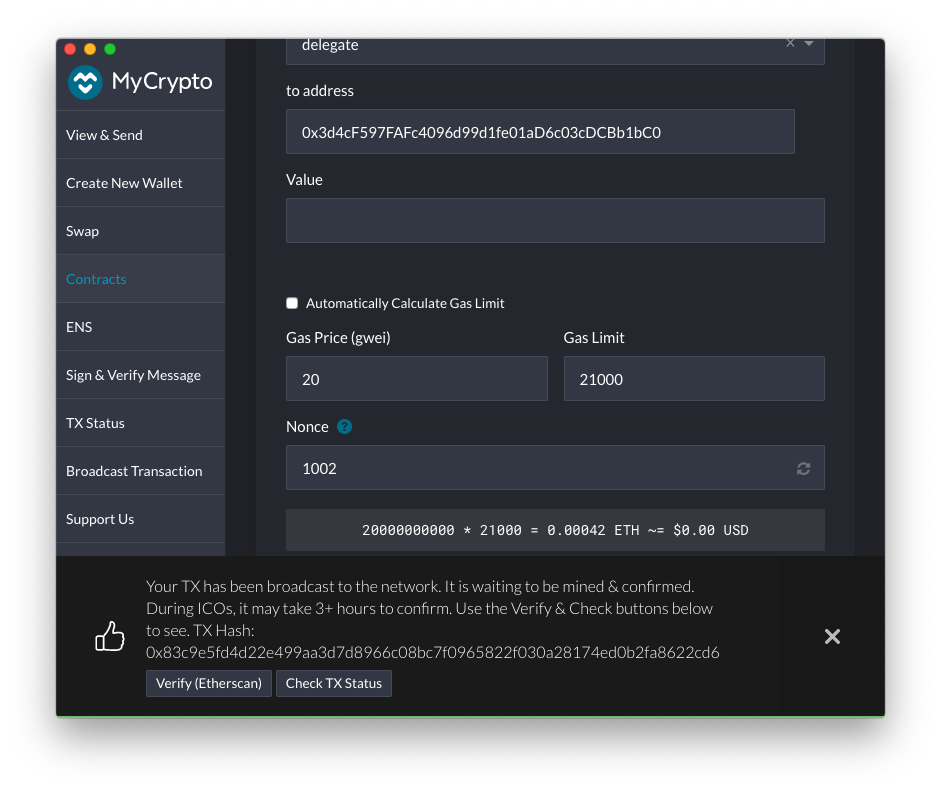 MyCrypto
View & Send
Create New Wallet
Swap
Contracts
ENS
Sign & Verify Message
TX Status
Broadcast Transaction
Support Us
delegate
to address
0x3d4cF597FAFc4096d99d1fe01aD6c03cDCBb1bC0
Value
Automatically Calculate Gas Limit
Gas Price (gwei)
Gas Limit
20
21000
Nonce ?
1002
20000000000 * 21000 = 0.00042 ETH ~= $0.00 USD
Your TX has been broadcast to the network. It is waiting to be mined & confirmed.
During ICOs, it may take 3+ hours to confirm. Use the Verify & Check buttons below
to see. TX Hash:
0x83c9e5fd4d22e499aa3d7d8966c08bc7f0965822f030a28174ed0b2fa8622cd6
Verify (Etherscan)
Check TX Status